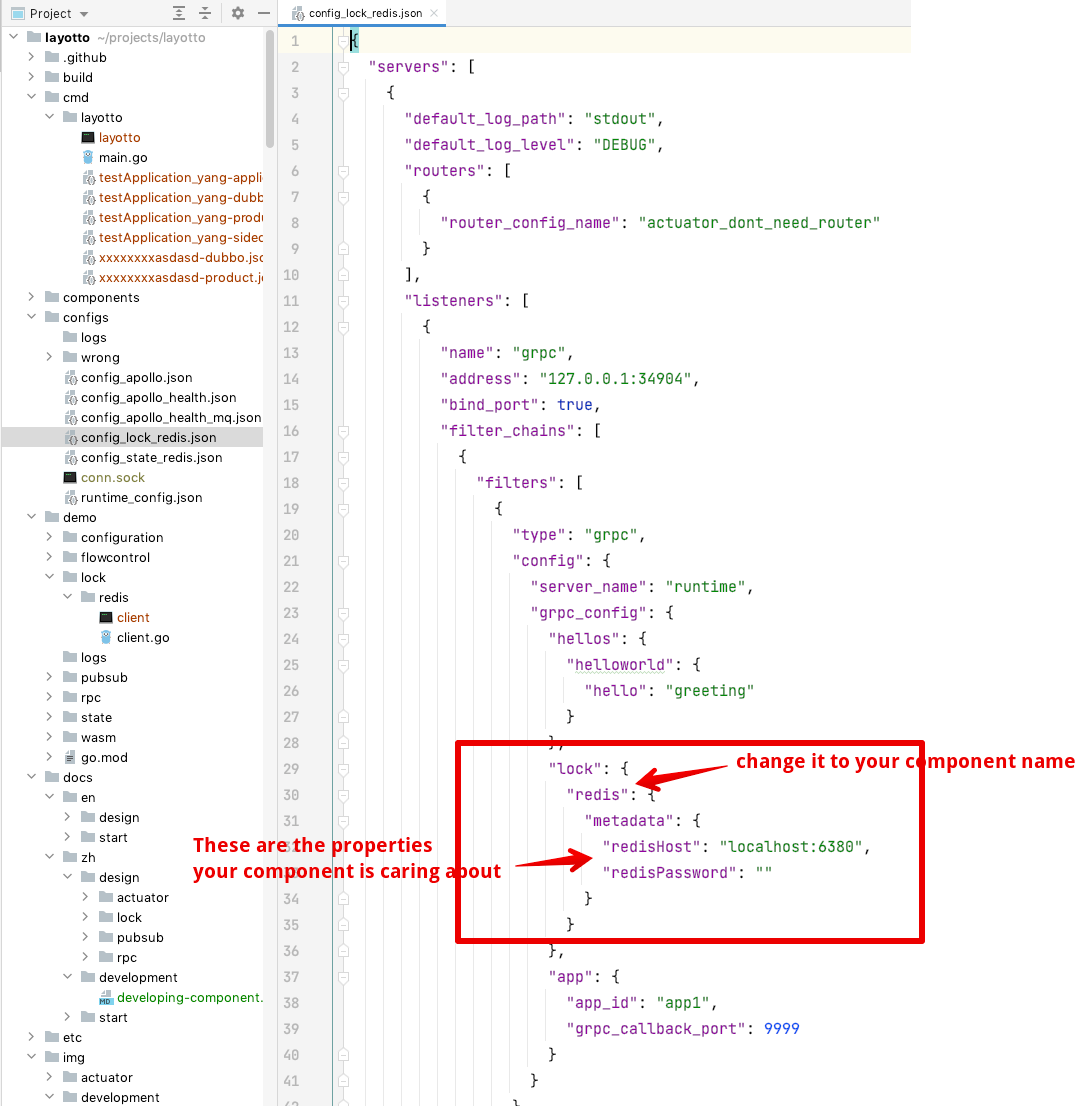 Project
config_lock_redis.json
layotto ~/projects/layotto
.github
build
cmd
layotto
layotto
main.go
testApplication_yang-appli
testApplication_yang-dubb
testApplication_yang-produ
testApplication_yang-sidec
xxxxxxxxasdasd-dubbo.jso
xxxxxxxxasdasd-product.js
components
configs
logs
wrong
config_apollo.json
config_apollo_health.json
config_apollo_health_mq.json
config_lock_redis.json
config_state_redis.json
conn.sock
runtime_config.json
demo
configuration
flowcontrol
lock
redis
client
client.go
logs
pubsub
rpc
state
wasm
go.mod
docs
en
design
start
zh
design
actuator
lock
pubsub
rpc
development
MD developing-component.
start
etc
img
actuator
development
1 {
2 "servers": [
3 {
4 "default_log_path": "stdout",
5 "default_log_level": "DEBUG",
6 "routers": [
7 {
8 "router_config_name": "actuator_dont_need_router"
9 }
10 ],
11 "listeners": [
12 {
13 "name": "grpc",
14 "address": "127.0.0.1:34904",
15 "bind_port": true,
16 "filter_chains": [
17 {
18 "filters": [
19 {
20 "type": "grpc",
21 "config": {
22 "server_name": "runtime",
23 "grpc_config": {
24 "hellos": {
25 "helloworld": {
26 "hello": "greeting"
27 }
28 },
29 "lock": {
change it to your component name
30 "redis": {
31 "metadata": {
These are the properties
"redisHost": "localhost:6380",
your component is caring about
"redisPassword": ""
34 }
35 }
36 },
37 "app": {
38 "app_id": "app1",
39 "grpc_callback_port": 9999
40 }
41 }